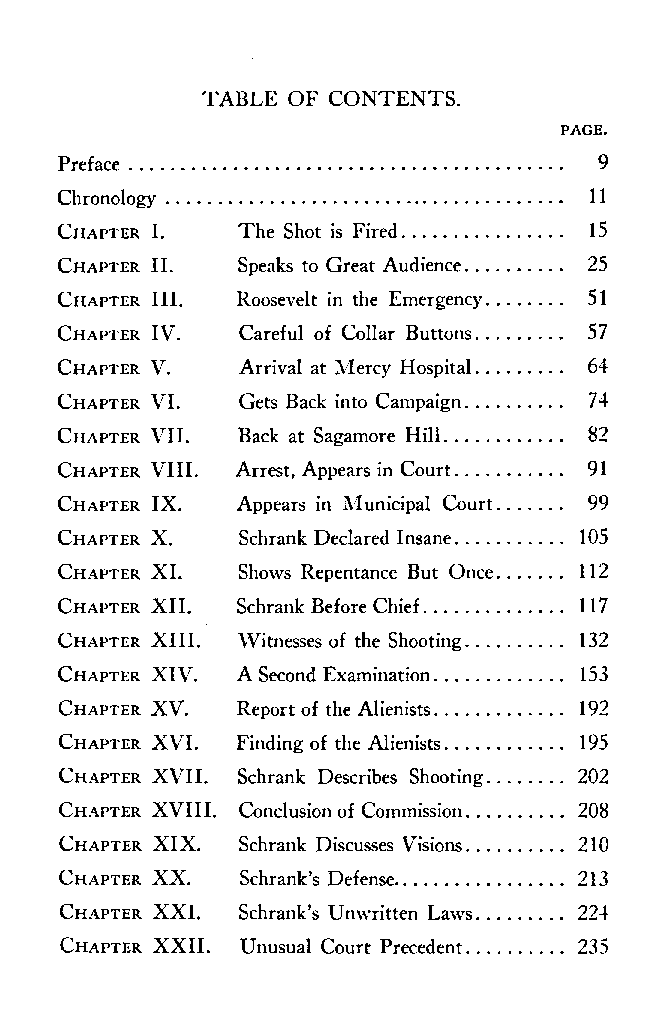 TABLE OF CONTENTS.
PAGE.
Preface .......................................... 9
Chronology ....................................... 11
CHAPTER I. The Shot is Fired................ 15
CHAPTER II. Speaks to Great Audience.......... 25
CHAPTER III. Roosevelt in the Emergency........ 51
CHAPTER IV. Careful of Collar Buttons......... 57
CHAPTER V. Arrival at Mercy Hospital......... 64
CHAPTER VI. Gets Back into Campaign.......... 74
CHAPTER VII. Back at Sagamore Hill............ 82
CHAPTER VIII. Arrest, Appears in Court........... 91
CHAPTER IX. Appears in Municipal Court....... 99
CHAPTER X. Schrank Declared Insane........... 105
CHAPTER XI. Shows Repentance But Once....... 112
CHAPTER XII. Schrank Before Chief.............. 117
CHAPTER XIII. Witnesses of the Shooting.......... 132
CHAPTER XIV. A Second Examination............. 153
CHAPTER XV. Report of the Alienists............. 192
CHAPTER XVI. Finding of the Alienists............ 195
CHAPTER XVII. Schrank Describes Shooting........ 202
CHAPTER XVIII. Conclusion of Commission.......... 208
CHAPTER XIX. Schrank Discusses Visions.......... 210
CHAPTER XX. Schrank's Defense................. 213
CHAPTER XXI. Schrank's Unwritten Laws......... 224
CHAPTER XXII. Unusual Court Precedent.......... 235